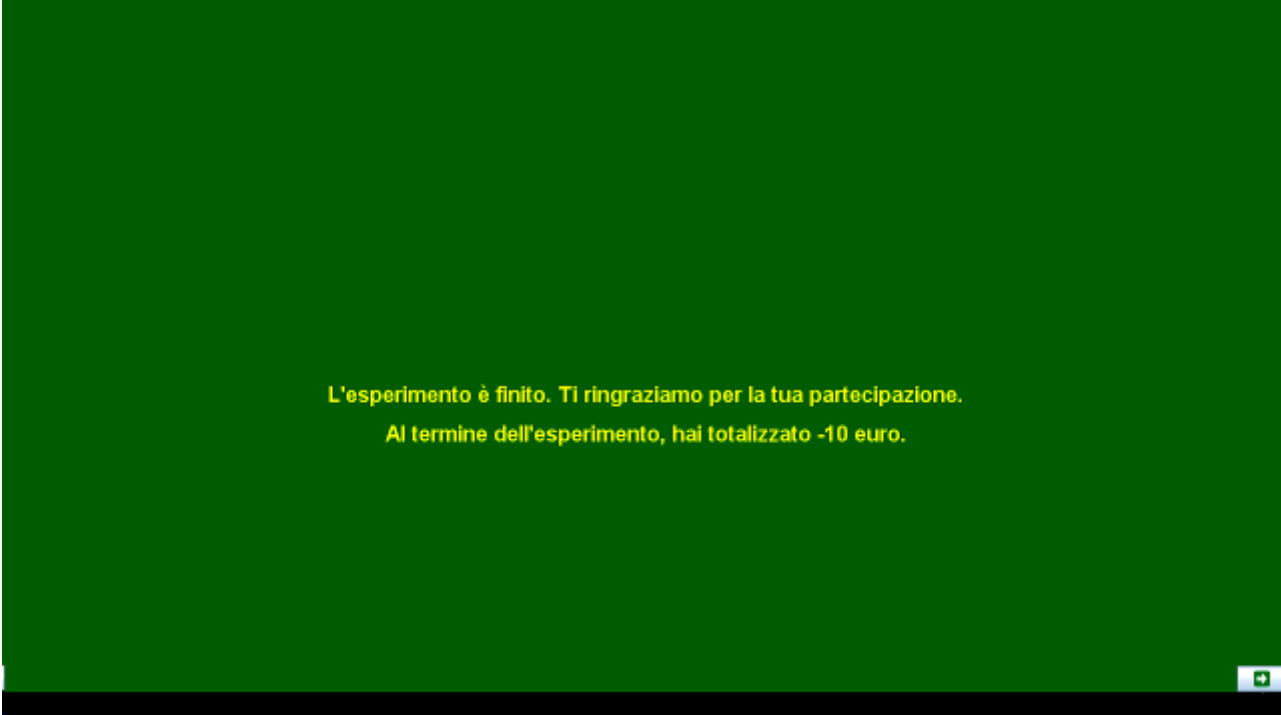 L'esperimento è finito. Ti ringraziamo per la tua partecipazione.
Al termine dell'esperimento, hai totalizzato -10 euro.